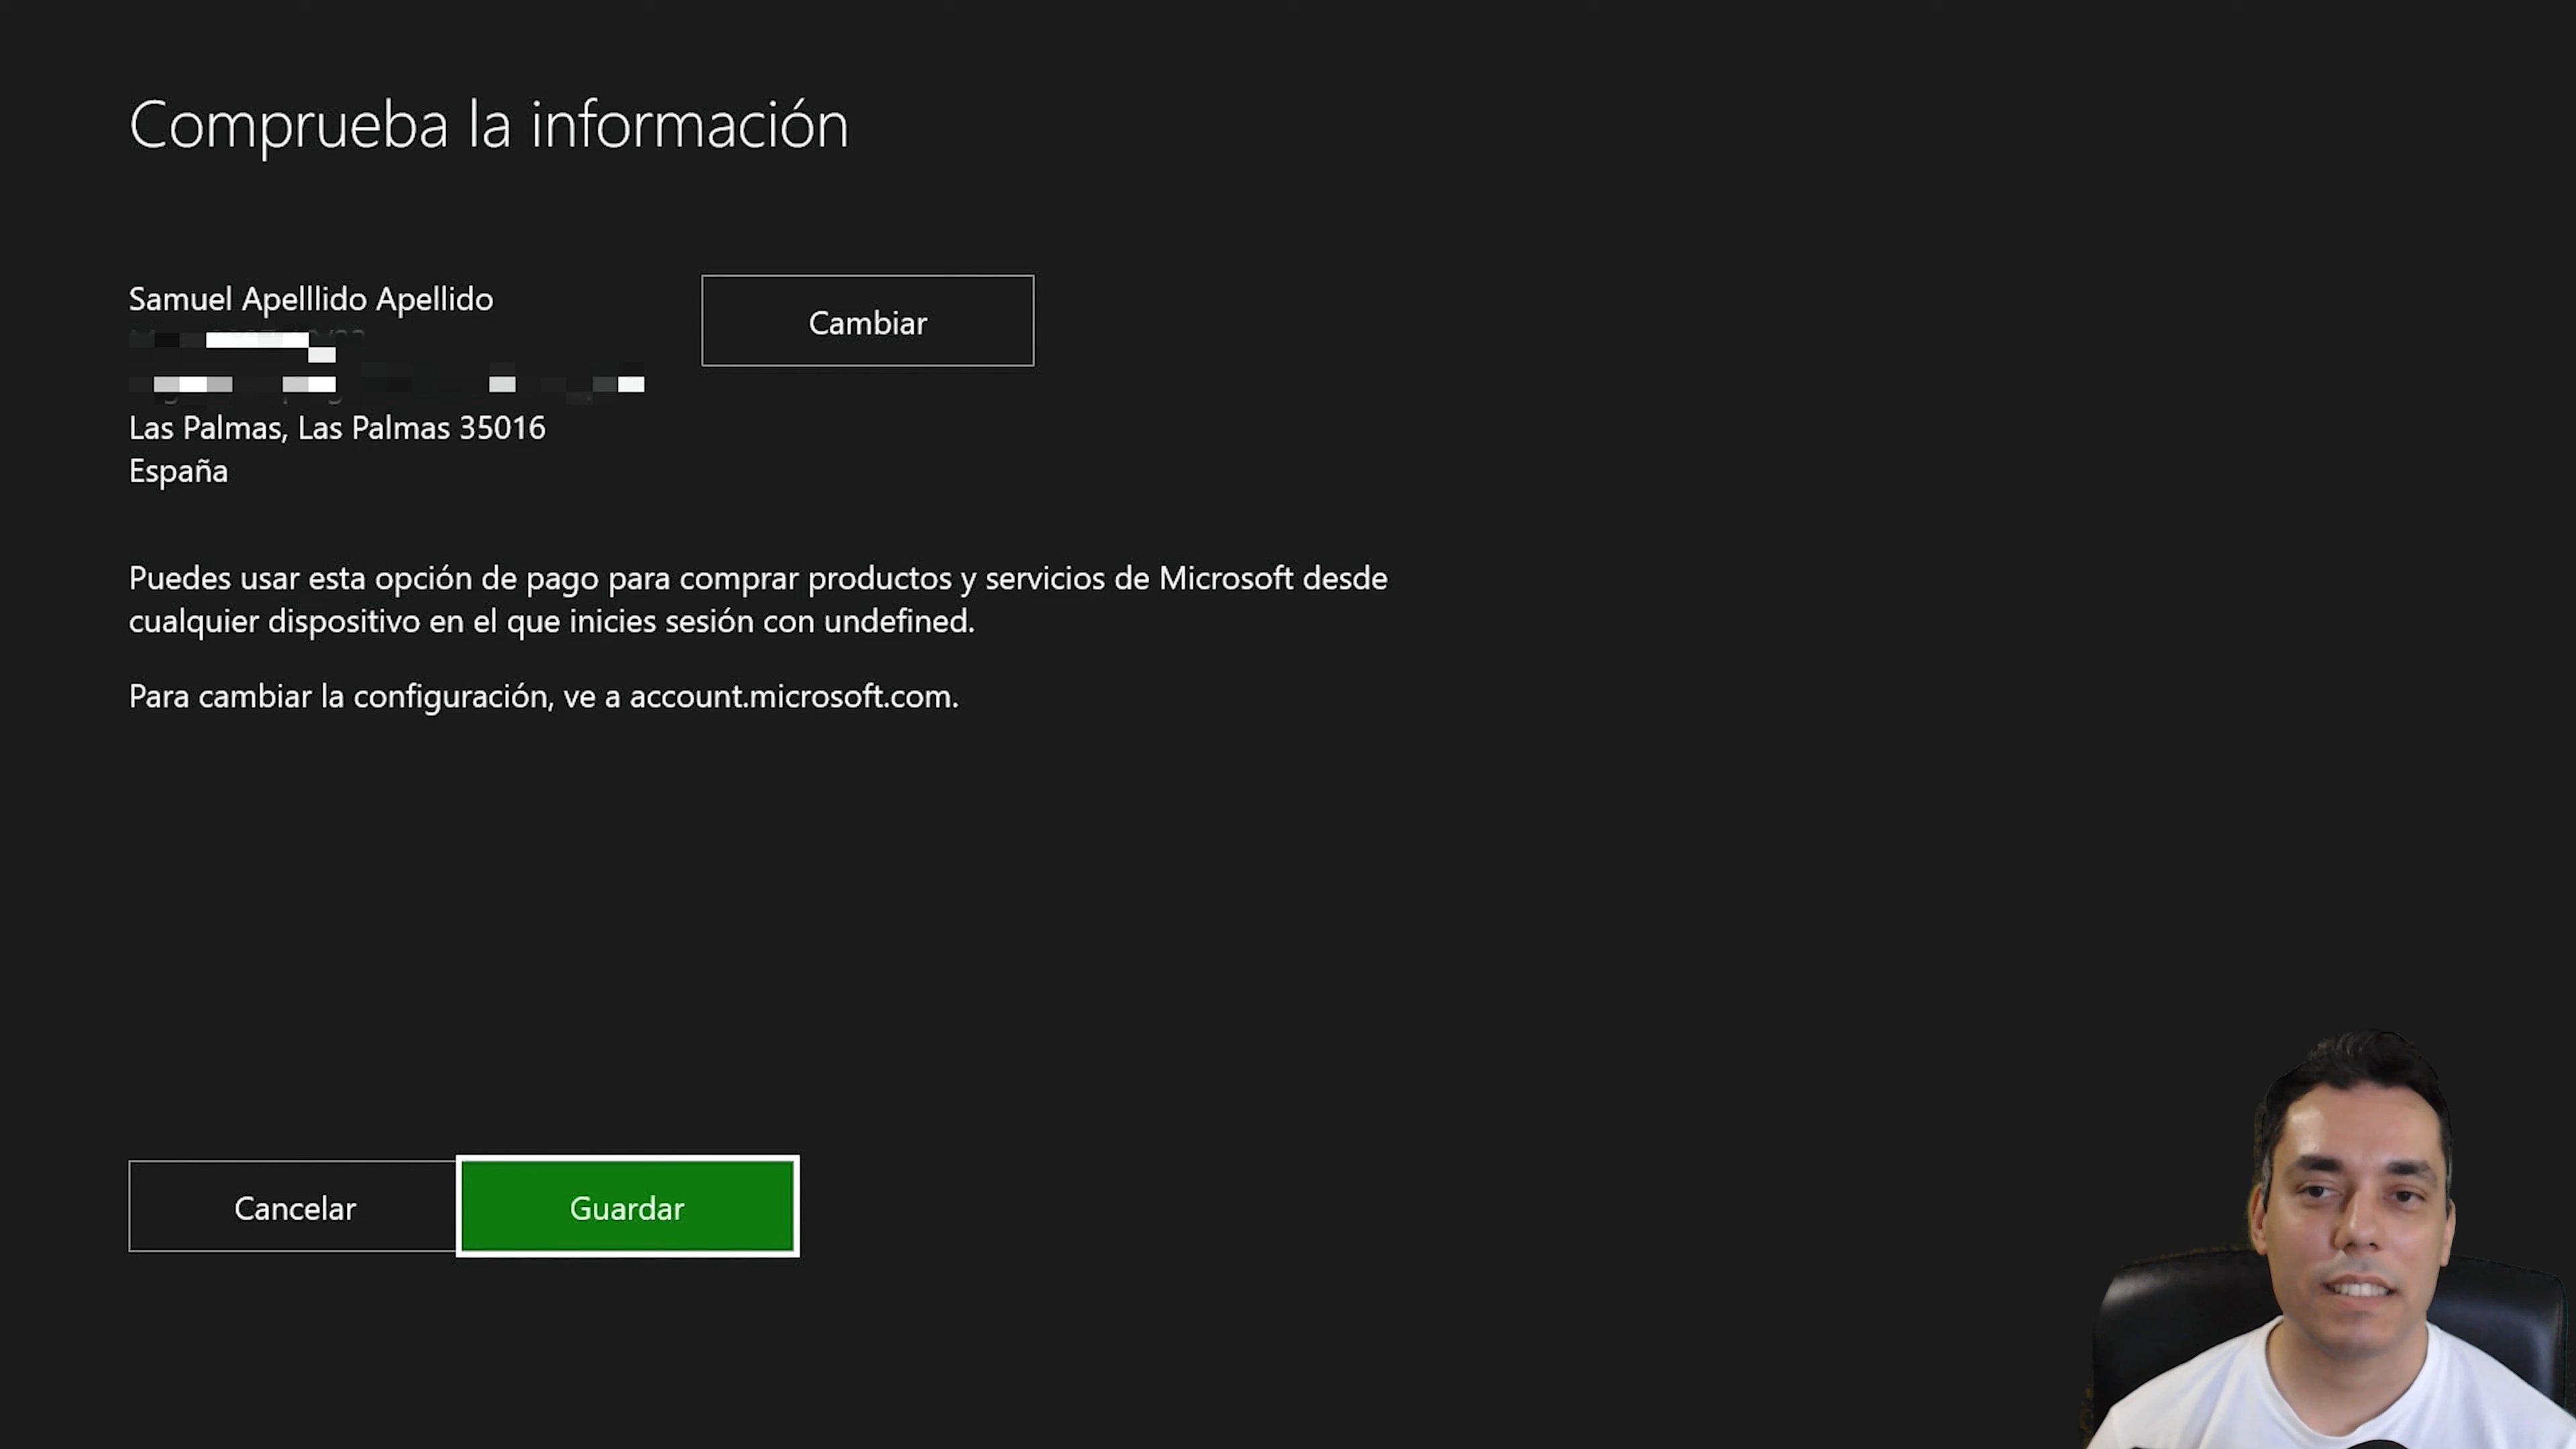 Comprueba la información
Samuel Apelllido Apellido
Cambiar
Las Palmas, Las Palmas 35016
España
Puedes usar esta opción de pago para comprar productos y servicios de Microsoft desde
cualquier dispositivo en el que inicies sesión con undefined.
Para cambiar la configuración, ve a account.microsoft.com.
Cancelar
Guardar